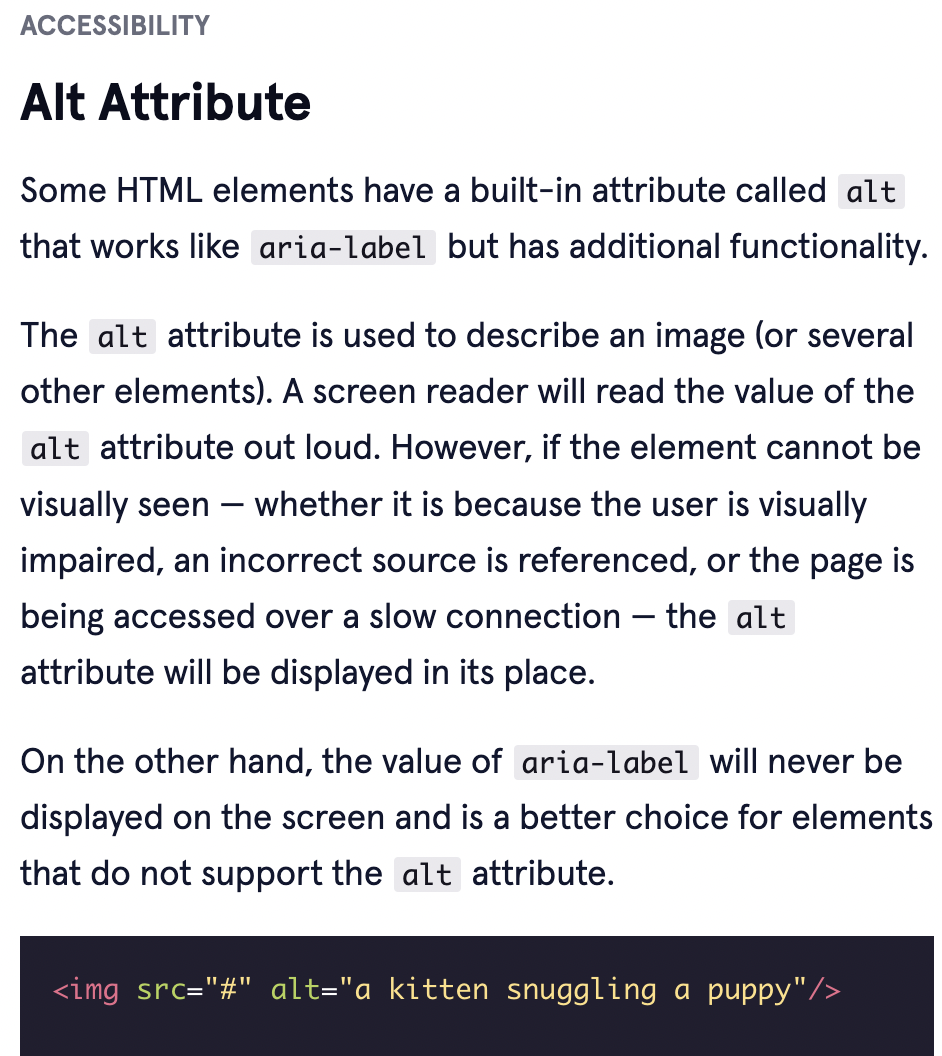 ACCESSIBILITY
Alt Attribute
Some HTML elements have a built-in attribute called alt
that works like aria-label but has additional functionality.
The alt attribute is used to describe an image (or several
other elements). A screen reader will read the value of the
alt attribute out loud. However, if the element cannot be
visually seen — whether it is because the user is visually
impaired, an incorrect source is referenced, or the page is
being accessed over a slow connection — the alt
attribute will be displayed in its place.
On the other hand, the value of aria-label will never be
displayed on the screen and is a better choice for elements
that do not support the alt attribute.
<img src="#" alt="a kitten snuggling a puppy"/>